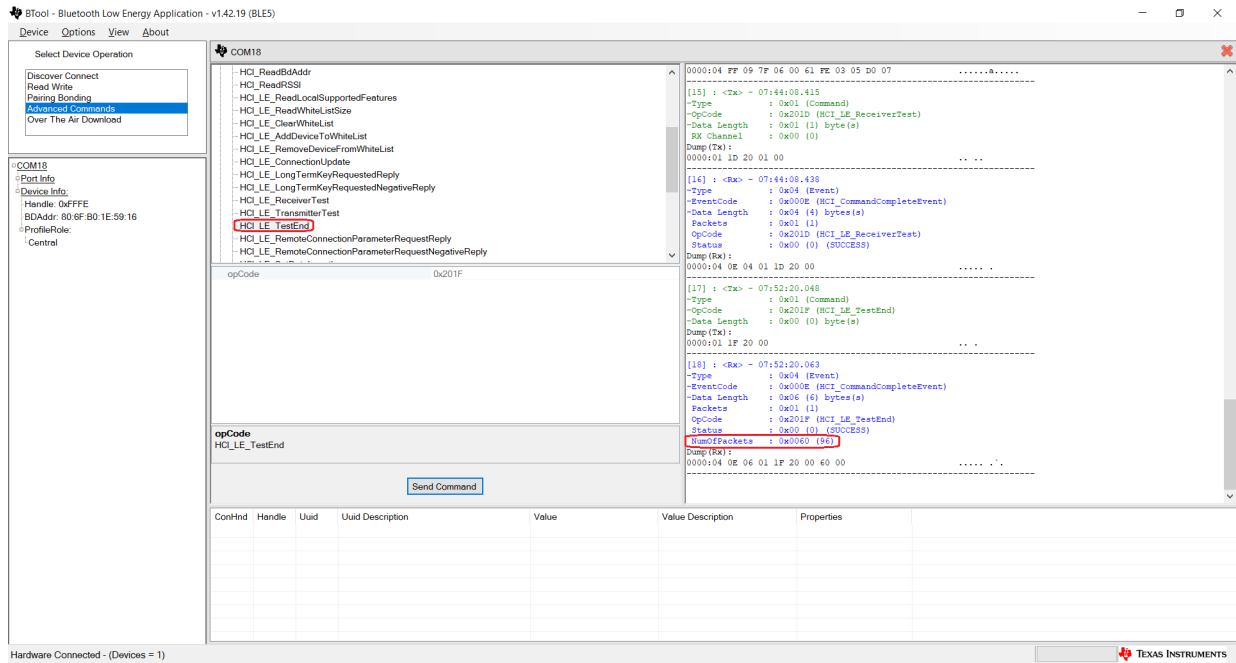 BTool - Bluetooth Low Energy Application - v1.42.19 (BLE5)
Device Options View About
Select Device Operation
Discover Connect
Read Write
Pairing Bonding
Advanced Commands
Over The Air Download
COM18
Port Info
Device Info:
Handle: 0xFFFE
BDAddr: 80:6F:B0:1E:59:16
ProfileRole:
Central
COM18
HCI_ReadBdAddr
HCI_ReadRSSI
HCI_LE_ReadLocalSupportedFeatures
HCI_LE_ReadWhiteListSize
HCI_LE_ClearWhiteList
HCI_LE_AddDeviceToWhiteList
HCI_LE_RemoveDeviceFromWhiteList
HCI_LE_ConnectionUpdate
HCI_LE_LongTermKeyRequestedReply
HCI_LE_LongTermKeyRequestedNegativeReply
HCI_LE_ReceiverTest
HCI_LE_TransmitterTest
HCI_LE_TestEnd
HCI_LE_RemoteConnectionParameterRequestReply
HCI_LE_RemoteConnectionParameterRequestNegativeReply
opCode 0x201F
opCode
HCI_LE_TestEnd
Send Command
0000:04 FF 09 7F 06 00 61 FE 03 05 D0 07 ......a.....
------------------------------------------------------------
[15] : <Tx> - 07:44:08.415
-Type : 0x01 (Command)
-OpCode : 0x201D (HCI_LE_ReceiverTest)
-Data Length : 0x01 (1) byte(s)
RX Channel : 0x00 (0)
Dump(Tx):
0000:01 1D 20 01 00 .. ..
------------------------------------------------------------
[16] : <Rx> - 07:44:08.438
-Type : 0x04 (Event)
-EventCode : 0x000E (HCI_CommandCompleteEvent)
-Data Length : 0x04 (4) bytes(s)
Packets : 0x01 (1)
OpCode : 0x201D (HCI_LE_ReceiverTest)
Status : 0x00 (0) (SUCCESS)
Dump(Rx):
0000:04 0E 04 01 1D 20 00 ..... .
------------------------------------------------------------
[17] : <Tx> - 07:52:20.048
-Type : 0x01 (Command)
-OpCode : 0x201F (HCI_LE_TestEnd)
-Data Length : 0x00 (0) byte(s)
Dump(Tx):
0000:01 1F 20 00 .. .
------------------------------------------------------------
[18] : <Rx> - 07:52:20.063
-Type : 0x04 (Event)
-EventCode : 0x000E (HCI_CommandCompleteEvent)
-Data Length : 0x06 (6) bytes(s)
Packets : 0x01 (1)
OpCode : 0x201F (HCI_LE_TestEnd)
Status : 0x00 (0) (SUCCESS)
NumOfPackets : 0x0060 (96)
Dump(Rx):
0000:04 0E 06 01 1F 20 00 60 00 ..... .`.
------------------------------------------------------------
ConHnd Handle Uuid Uuid Description Value Value Description Properties
Hardware Connected - (Devices = 1)
TEXAS INSTRUMENTS